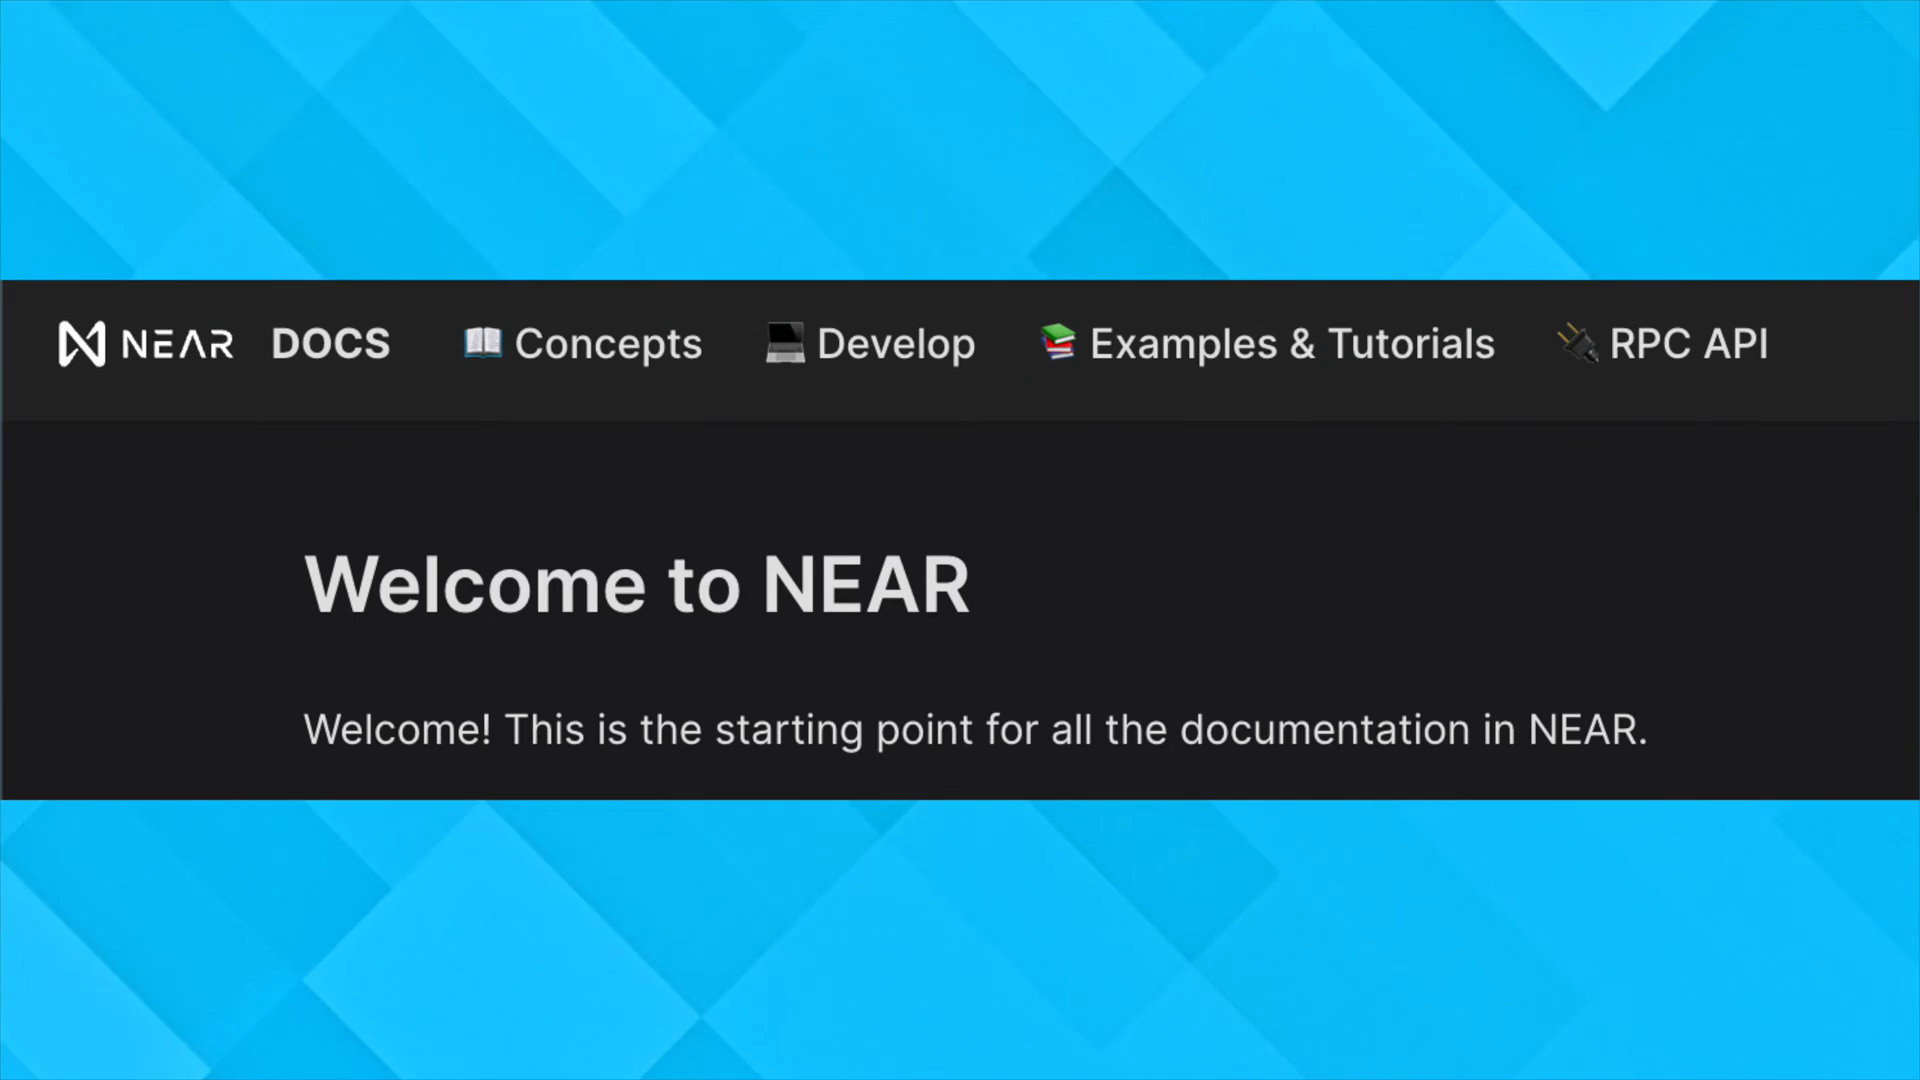 NEAR DOCS Concepts Develop Examples & Tutorials RPC API
Welcome to NEAR
Welcome! This is the starting point for all the documentation in NEAR.